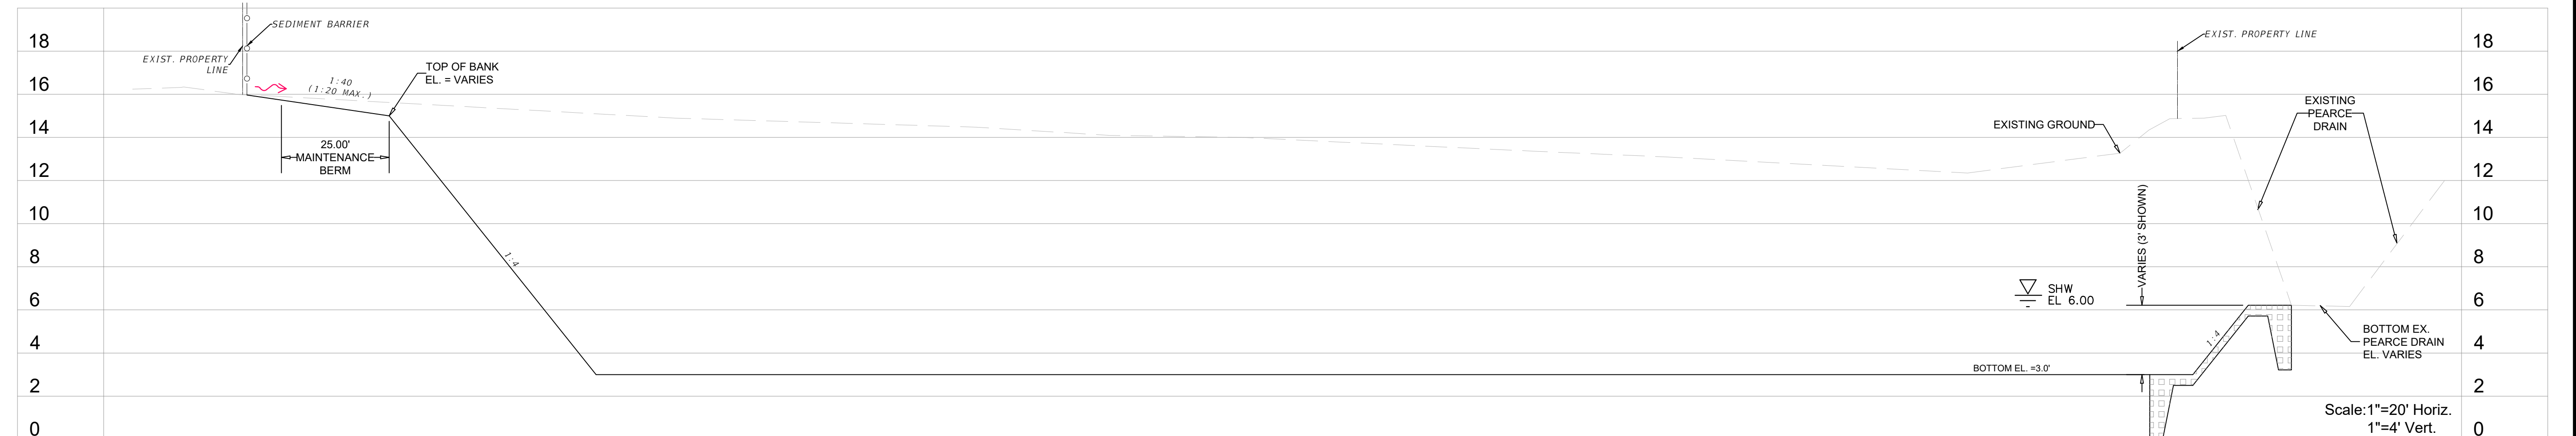 SEDIMENT BARRIER
EXIST. PROPERTY LINE
18
18
EXIST. PROPERTY
LINE
TOP OF BANK
EL. = VARIES
1:40
(1:20 MAX.)
16
16
EXISTING
PEARCE
DRAIN
EXISTING GROUND
14
14
25.00'
MAINTENANCE
BERM
12
12
VARIES (3' SHOWN)
10
10
1:4
8
8
SHW
EL 6.00
6
6
BOTTOM EX.
PEARCE DRAIN
EL. VARIES
1:4
4
4
BOTTOM EL. =3.0'
2
2
Scale:1"=20' Horiz.
1"=4' Vert.
0
0